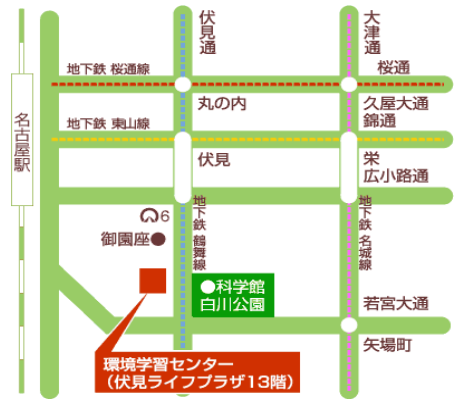 伏見通
大津通
地下鉄 桜通線
桜通
丸の内
久屋大通
錦通
地下鉄 東山線
名古屋駅
伏見
栄
広小路通
6
地下鉄 鶴舞線
地下鉄 名城線
御園座●
●科学館
白川公園
若宮大通
矢場町
環境学習センター
（伏見ライフプラザ13階）